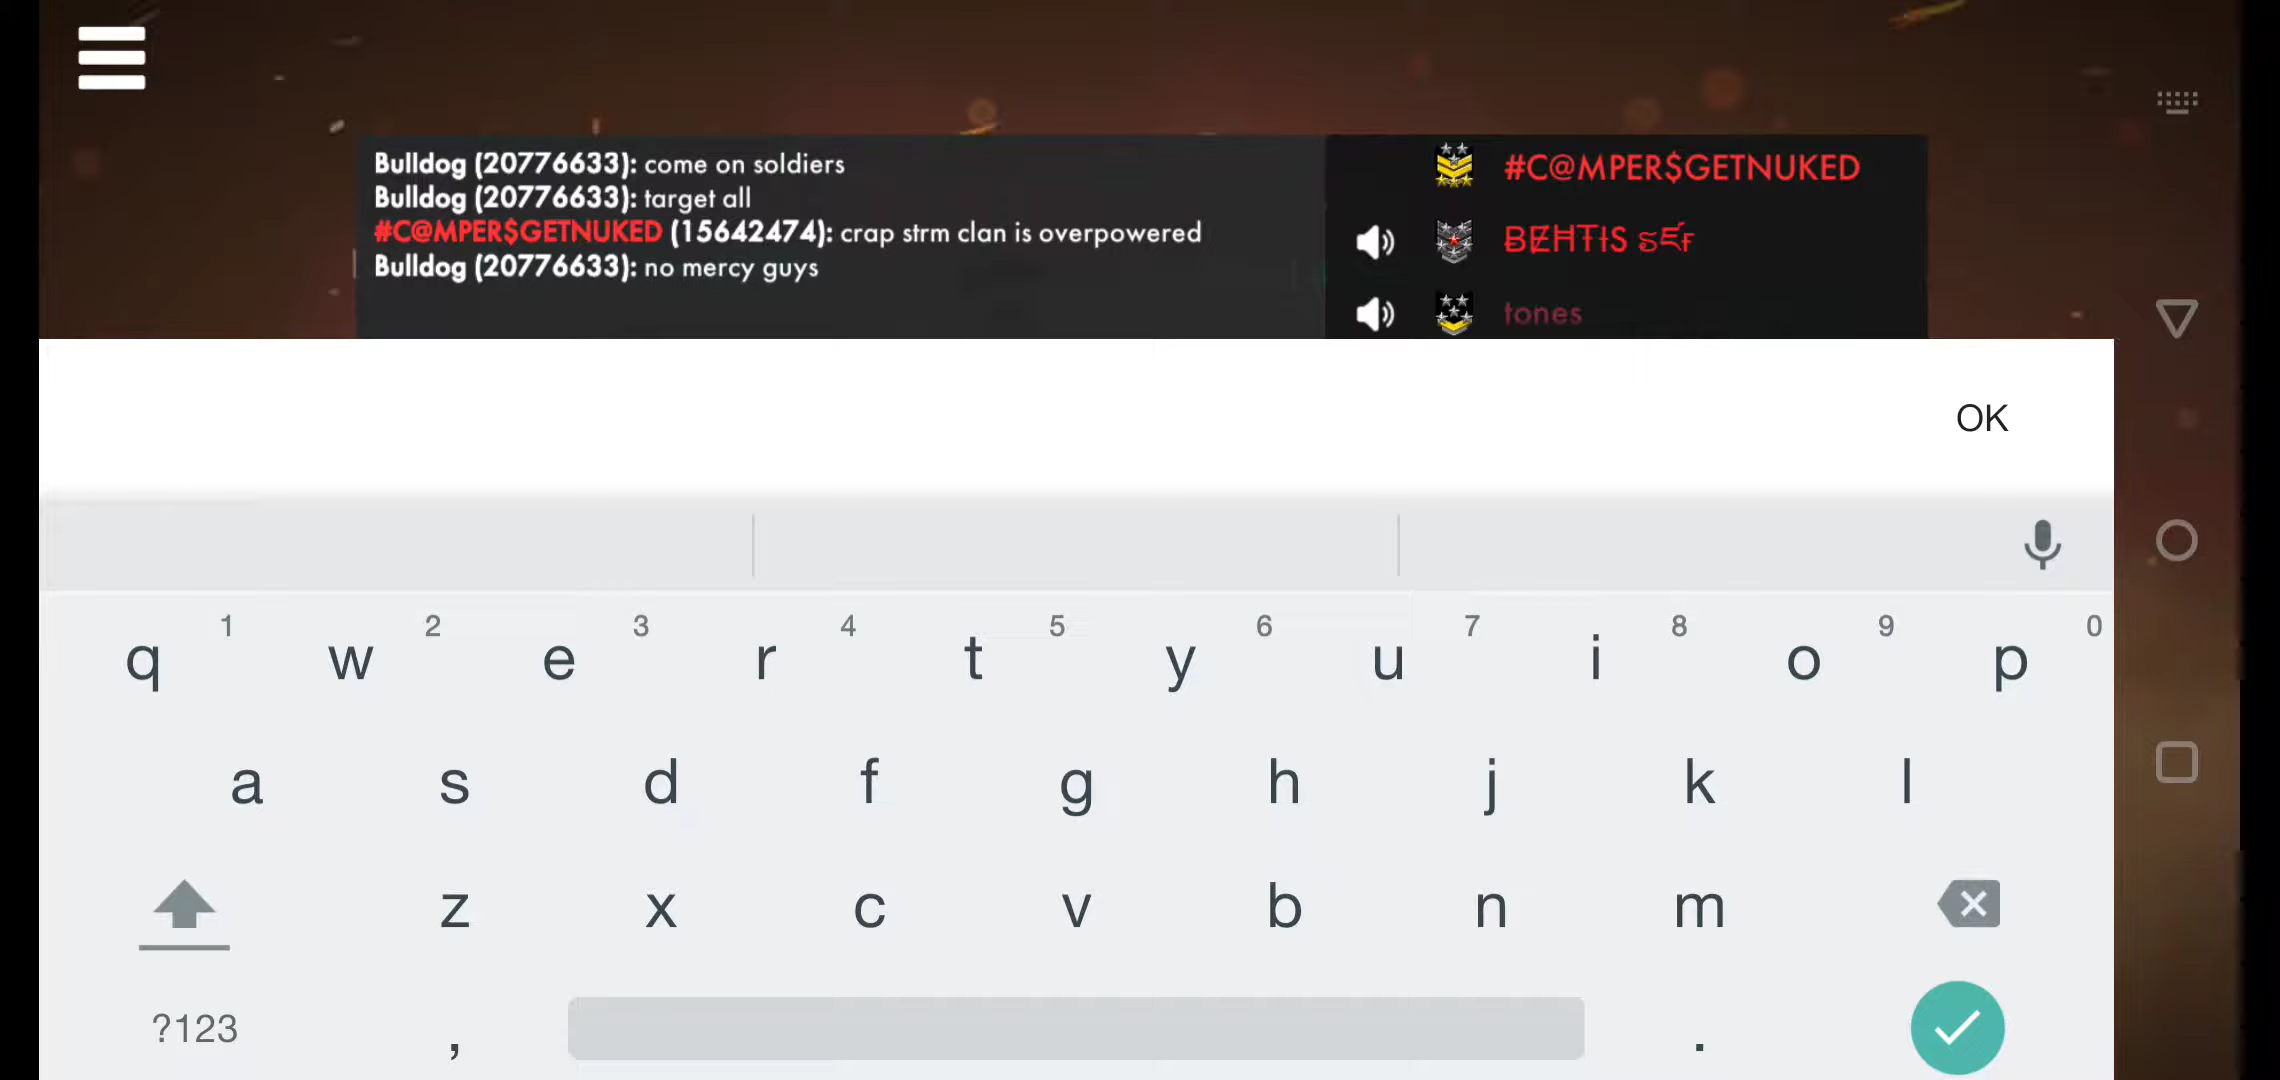 Bulldog (20776633): come on soldiers
Bulldog (20776633): target all
#C@MPER$GETNUKED (15642474): crap strm clan is overpowered
Bulldog (20776633): no mercy guys
#C@MPER$GETNUKED
tones
OK
1 2 3 4 5 6 7 8 9 0
q w e r t y u i o p
a s d f g h j k l
z x c v b n m
?123 , .